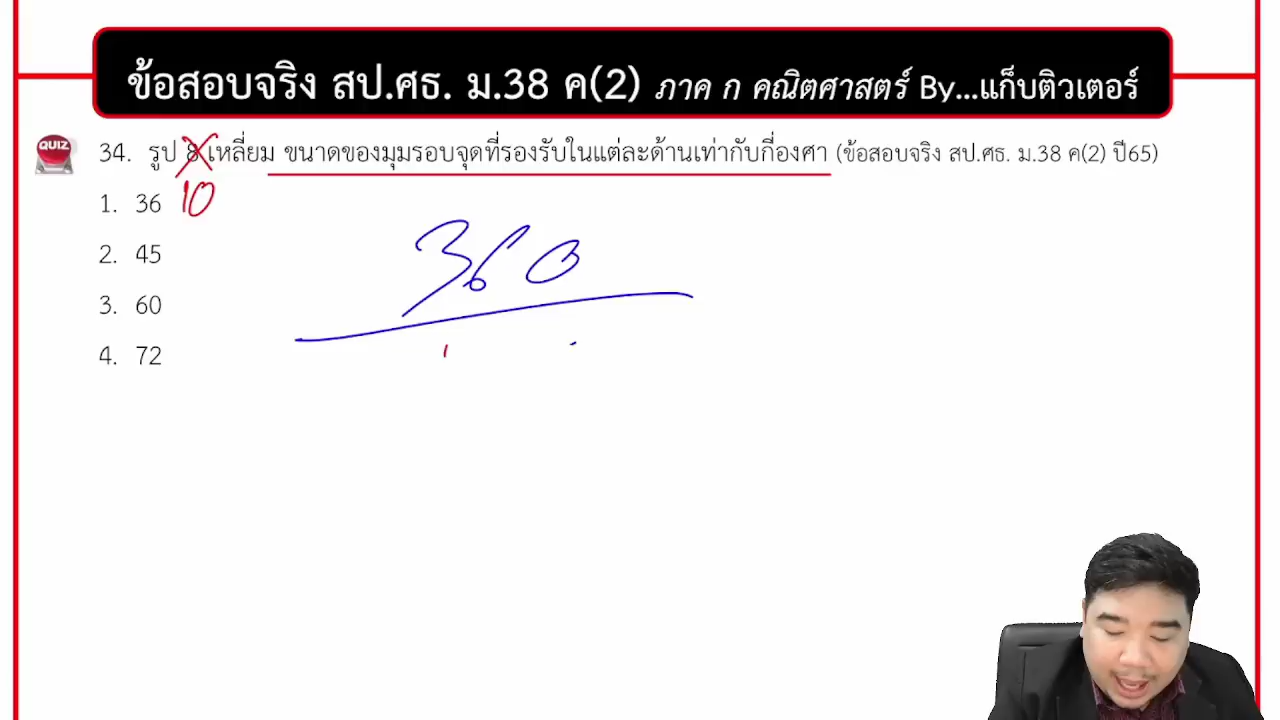 ข้อสอบจริง สป.ศธ. ม.38 ค(2) ภาค ก คณิตศาสตร์ By...แก็บติวเตอร์
QUIZ
34. รูป 8 เหลี่ยม ขนาดของมุมรอบจุดที่รองรับในแต่ละด้านเท่ากับกี่องศา (ข้อสอบจริง สป.ศธ. ม.38 ค(2) ปี65)
10
1. 36
2. 45
3. 60
4. 72
360